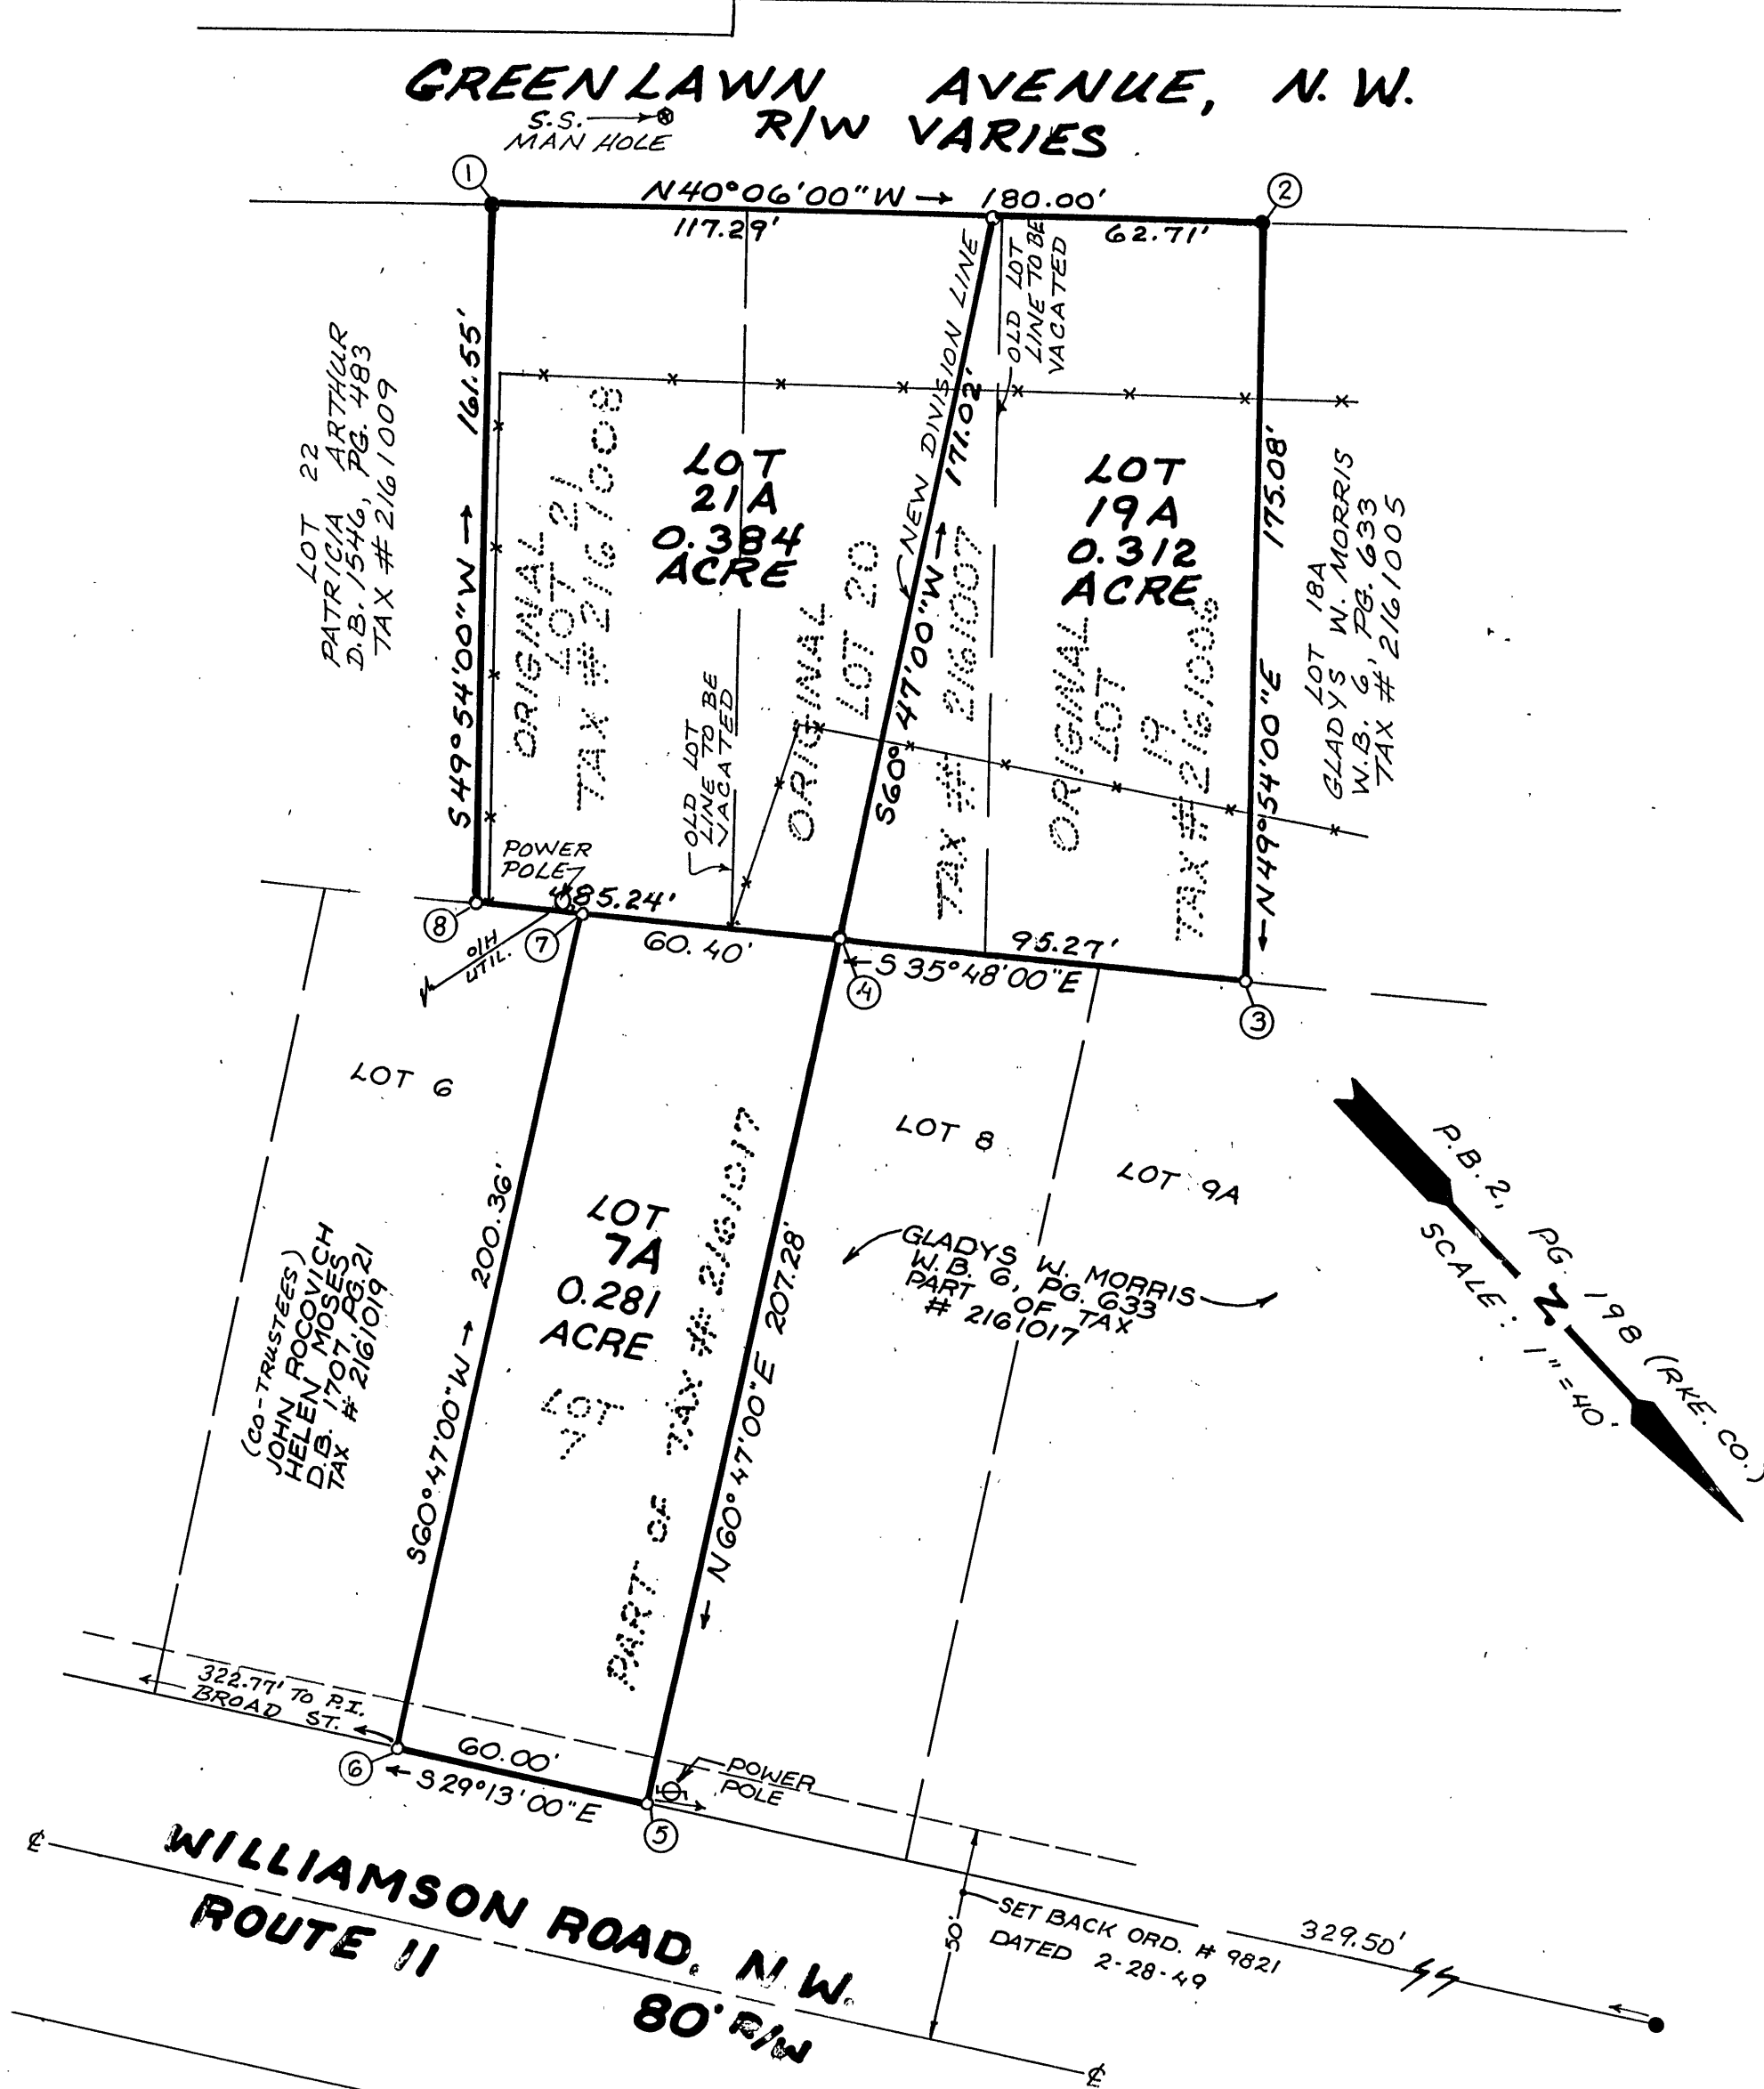 GREENLAWN AVENUE, N.W.
S.S.
MAN HOLE
R/W VARIES
1
N40°06'00"W
180.00'
2
117.29'
62.71'
161.55'
S49°54'00"W
LOT 22
PATRICIA ARTHUR
D.B. 1546, PG. 483
TAX # 2161009
ORIGINAL
LOT 21
TAX # 2161008
LOT
21A
0.384
ACRE
NEW DIVISION LINE
171.02'
S60°47'00"W
OLD LOT
LINE TO BE
VACATED
LOT
19A
0.312
ACRE
175.08'
N49°54'00"E
LOT 18A
GLADYS W. MORRIS
W.B. 6, PG. 633
TAX # 2161005
ORIGINAL
LOT 20
TAX # 2161007
ORIGINAL
LOT
19
TAX # 2161006
OLD LOT
LINE TO BE
VACATED
POWER
POLE
85.24'
8
7
O/H
UTIL.
60.40'
95.27'
S35°48'00"E
4
3
LOT 6
LOT 8
LOT 9A
200.36'
S60°47'00"W
LOT
7A
0.281
ACRE
LOT
7
PART OF TAX # 2161017
N60°47'00"E 207.28'
(CO-TRUSTEES)
JOHN ROCOVICH
HELEN MOSES
D.B. 1707, PG. 21
TAX # 2161019
GLADYS W. MORRIS
W.B. 6, PG. 633
PART OF TAX
# 2161017
P.B. 2, PG. 198 (RKE. CO.)
N
SCALE: 1"=40'
322.77' TO P.I.
BROAD ST.
6
60.00'
S29°13'00"E
5
POWER
POLE
WILLIAMSON ROAD, N.W.
ROUTE 11
80' R/W
50'
SET BACK ORD. # 9821
DATED 2-28-49
329.50'